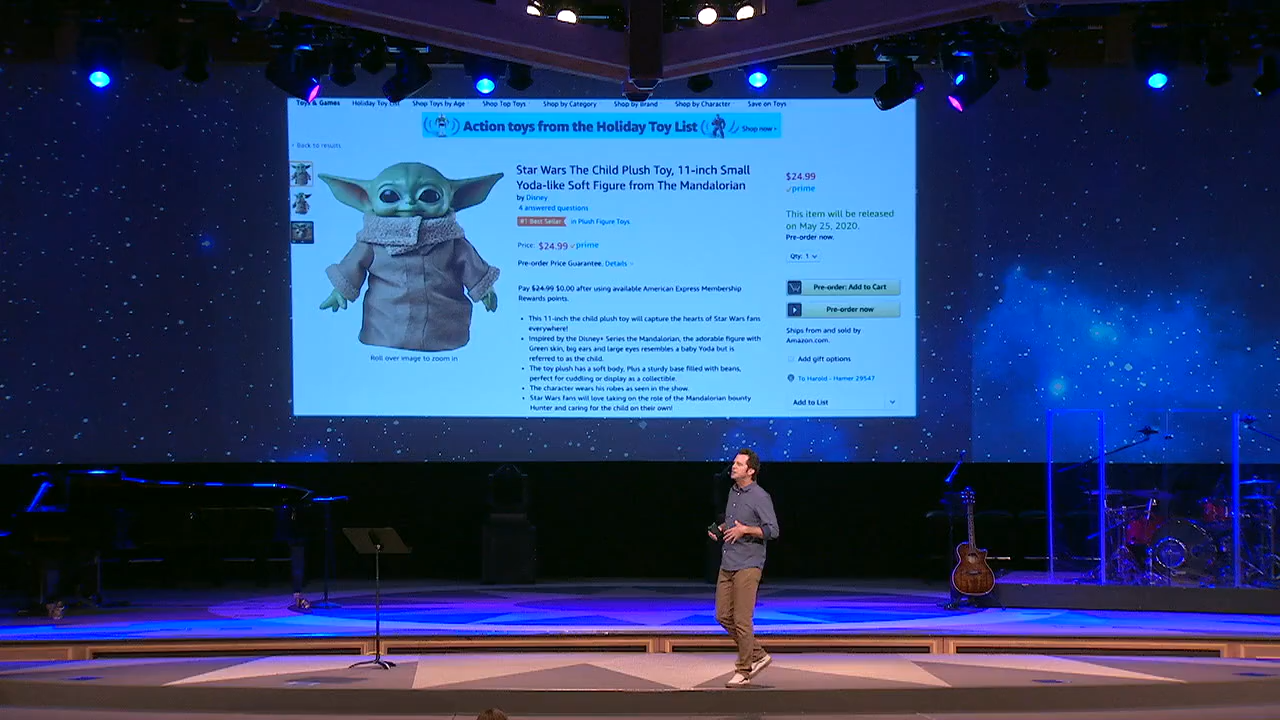 Toys & Games Holiday Toy List Shop Toys by Age Shop Top Toys Shop by Category Shop by Brand Shop by Character Save on Toys
Action toys from the Holiday Toy List Shop now ›
‹ Back to results
Star Wars The Child Plush Toy, 11-inch Small
Yoda-like Soft Figure from The Mandalorian
by Disney
4 answered questions
#1 Best Seller in Plush Figure Toys
Price: $24.99 prime
Pre-order Price Guarantee. Details
Pay $24.99 $0.00 after using available American Express Membership
Rewards points.
• This 11-inch the child plush toy will capture the hearts of Star Wars fans
everywhere!
• Inspired by the Disney+ Series the Mandalorian, the adorable figure with
Green skin, big ears and large eyes resembles a baby Yoda but is
referred to as the child.
• The toy plush has a soft body, Plus a sturdy base filled with beans,
perfect for cuddling or display as a collectible.
• The character wears his robes as seen in the show.
• Star Wars fans will love taking on the role of the Mandalorian bounty
Hunter and caring for the child on their own!
Roll over image to zoom in
$24.99
prime
This item will be released
on May 25, 2020.
Pre-order now.
Qty: 1
Pre-order: Add to Cart
Pre-order now
Ships from and sold by
Amazon.com.
Add gift options
To Harold - Hamer 29547
Add to List